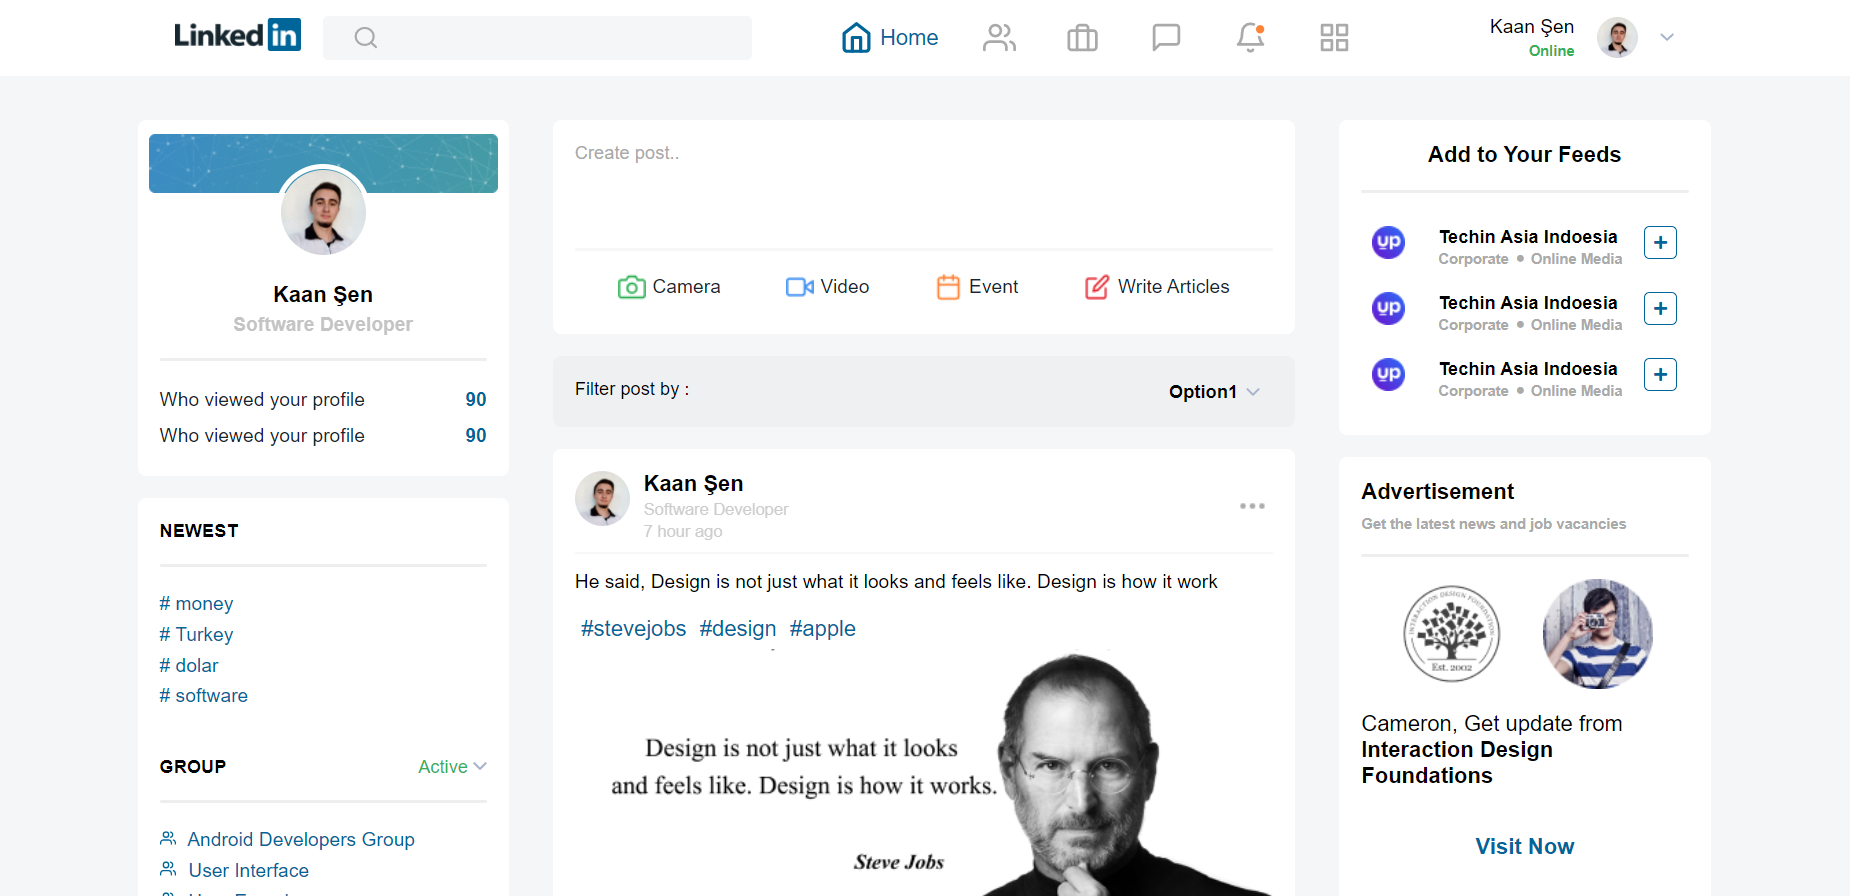 Linked in
Home
Kaan Şen
Online
Kaan Şen
Software Developer
Who viewed your profile 90
Who viewed your profile 90
NEWEST
# money
# Turkey
# dolar
# software
GROUP Active
Android Developers Group
User Interface
Create post..
Camera Video Event Write Articles
Filter post by : Option1
Kaan Şen
Software Developer
7 hour ago
He said, Design is not just what it looks and feels like. Design is how it work
#stevejobs #design #apple
Design is not just what it looks
and feels like. Design is how it works.
Steve Jobs
Add to Your Feeds
up
Techin Asia Indoesia
Corporate • Online Media
+
up
Techin Asia Indoesia
Corporate • Online Media
+
up
Techin Asia Indoesia
Corporate • Online Media
+
Advertisement
Get the latest news and job vacancies
INTERACTION DESIGN FOUNDATION
Est. 2002
Cameron, Get update from
Interaction Design
Foundations
Visit Now